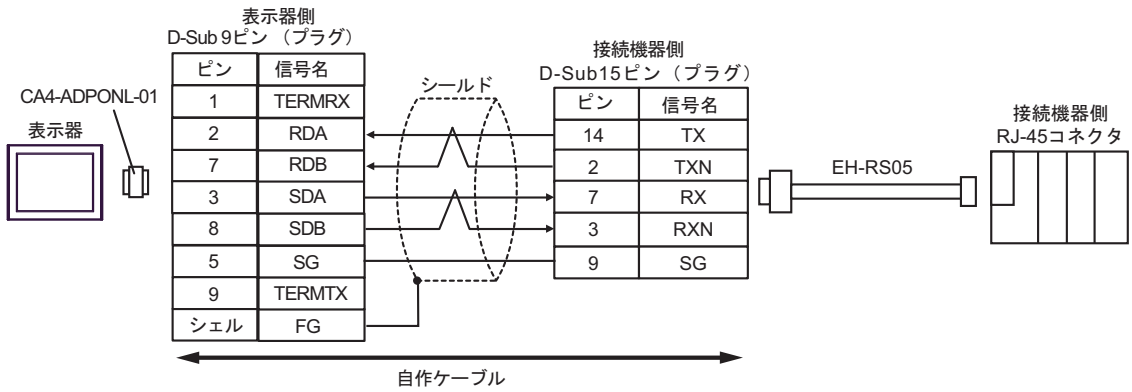 表示器側
D-Sub 9ピン （プラグ）
接続機器側
D-Sub15ピン（プラグ）
CA4-ADPONL-01
表示器
ピン 信号名
1 TERMRX
2 RDA
7 RDB
3 SDA
8 SDB
5 SG
9 TERMTX
シェル FG
シールド
ピン 信号名
14 TX
2 TXN
7 RX
3 RXN
9 SG
EH-RS05
接続機器側
RJ-45コネクタ
自作ケーブル